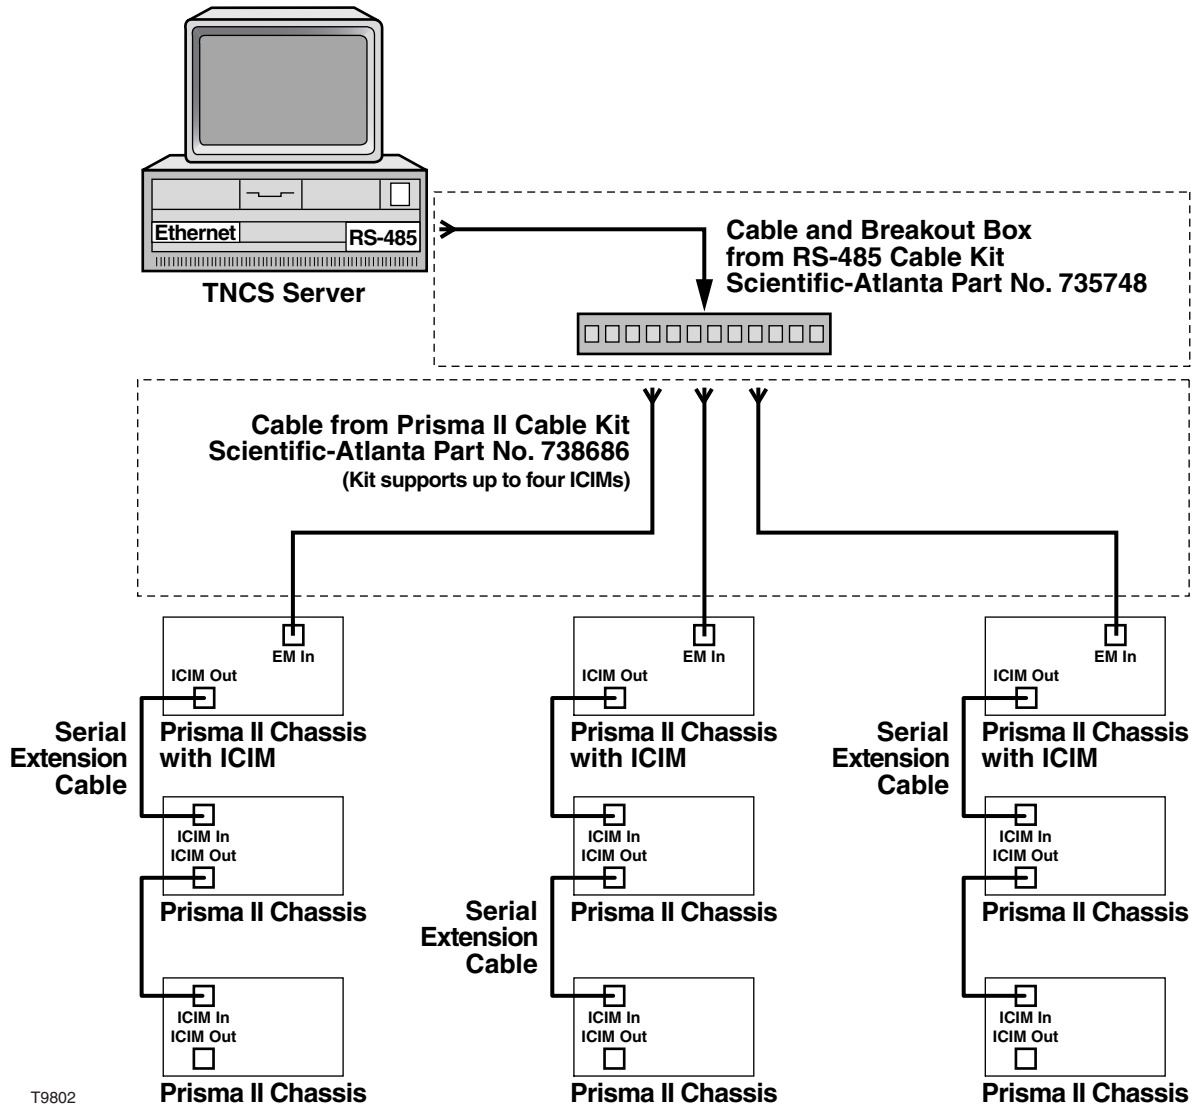 Ethernet
RS-485
TNCS Server
Cable and Breakout Box
from RS-485 Cable Kit
Scientific-Atlanta Part No. 735748
Cable from Prisma II Cable Kit
Scientific-Atlanta Part No. 738686
(Kit supports up to four ICIMs)
EM In
ICIM Out
Prisma II Chassis
with ICIM
Serial
Extension
Cable
ICIM In
ICIM Out
Prisma II Chassis
ICIM In
ICIM Out
Prisma II Chassis
EM In
ICIM Out
Prisma II Chassis
with ICIM
ICIM In
ICIM Out
Prisma II Chassis
Serial
Extension
Cable
ICIM In
ICIM Out
Prisma II Chassis
EM In
ICIM Out
Prisma II Chassis
with ICIM
Serial
Extension
Cable
ICIM In
ICIM Out
Prisma II Chassis
ICIM In
ICIM Out
Prisma II Chassis
T9802